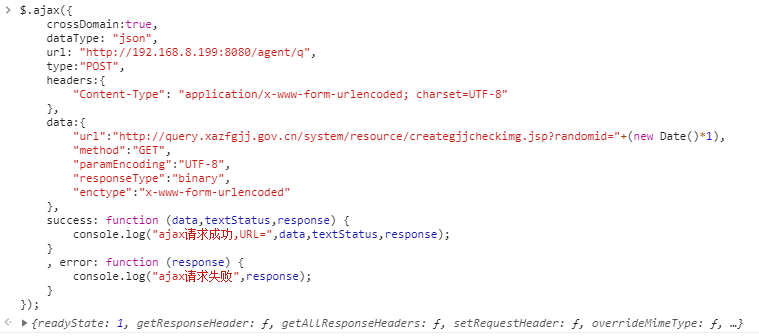 > $.ajax({
    crossDomain:true,
    dataType: "json",
    url: "http://192.168.8.199:8080/agent/q",
    type:"POST",
    headers:{
        "Content-Type": "application/x-www-form-urlencoded; charset=UTF-8"
    },
    data:{
        "url":"http://query.xazfgjj.gov.cn/system/resource/creategjjcheckimg.jsp?randomid="+(new Date()*1),
        "method":"GET",
        "paramEncoding":"UTF-8",
        "responseType":"binary",
        "enctype":"x-www-form-urlencoded"
    },
    success: function (data,textStatus,response) {
        console.log("ajax请求成功,URL=",data,textStatus,response);
    }
    , error: function (response) {
        console.log("ajax请求失败",response);
    }
});
{readyState: 1, getResponseHeader: ƒ, getAllResponseHeaders: ƒ, setRequestHeader: ƒ, overrideMimeType: ƒ, …}